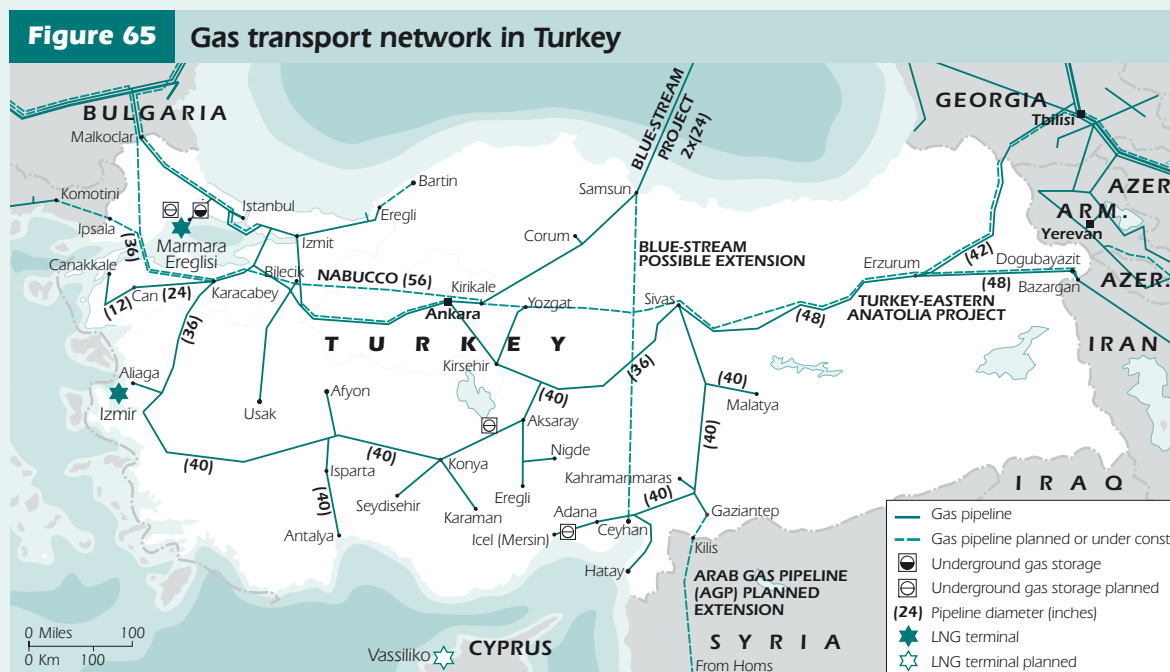 Figure 65
Gas transport network in Turkey
BULGARIA
Malkoclar
Komotini
Ipsala
(36)
Canakkale
Can
(24)
(12)
Karacabey
(36)
Marmara
Ereglisi
Istanbul
Izmit
Bilecik
Eregli
Bartin
NABUCCO (56)
Ankara
Kirikale
Yozgat
Corum
Samsun
BLUE-STREAM
PROJECT
2x(24)
BLUE-STREAM
POSSIBLE EXTENSION
GEORGIA
Tbilisi
AZER
ARM.
Yerevan
AZER.
Erzurum
(42)
Dogubayazit
(48)
Bazargan
TURKEY-EASTERN
ANATOLIA PROJECT
(48)
Sivas
IRAN
TURKEY
Kirsehir
(36)
(40)
Malatya
(40)
Aliaga
Izmir
Usak
Afyon
(40)
Aksaray
(40)
(40)
Konya
Nigde
Eregli
Isparta
(40)
Antalya
Seydisehir
Karaman
Kahramanmaras
(40)
Adana
Ceyhan
Icel (Mersin)
Gaziantep
Kilis
Hatay
IRAQ
ARAB GAS PIPELINE
(AGP) PLANNED
EXTENSION
SYRIA
From Homs
CYPRUS
Vassiliko
0 Miles 100
0 Km 100
Gas pipeline
Gas pipeline planned or under const
Underground gas storage
Underground gas storage planned
(24) Pipeline diameter (inches)
LNG terminal
LNG terminal planned